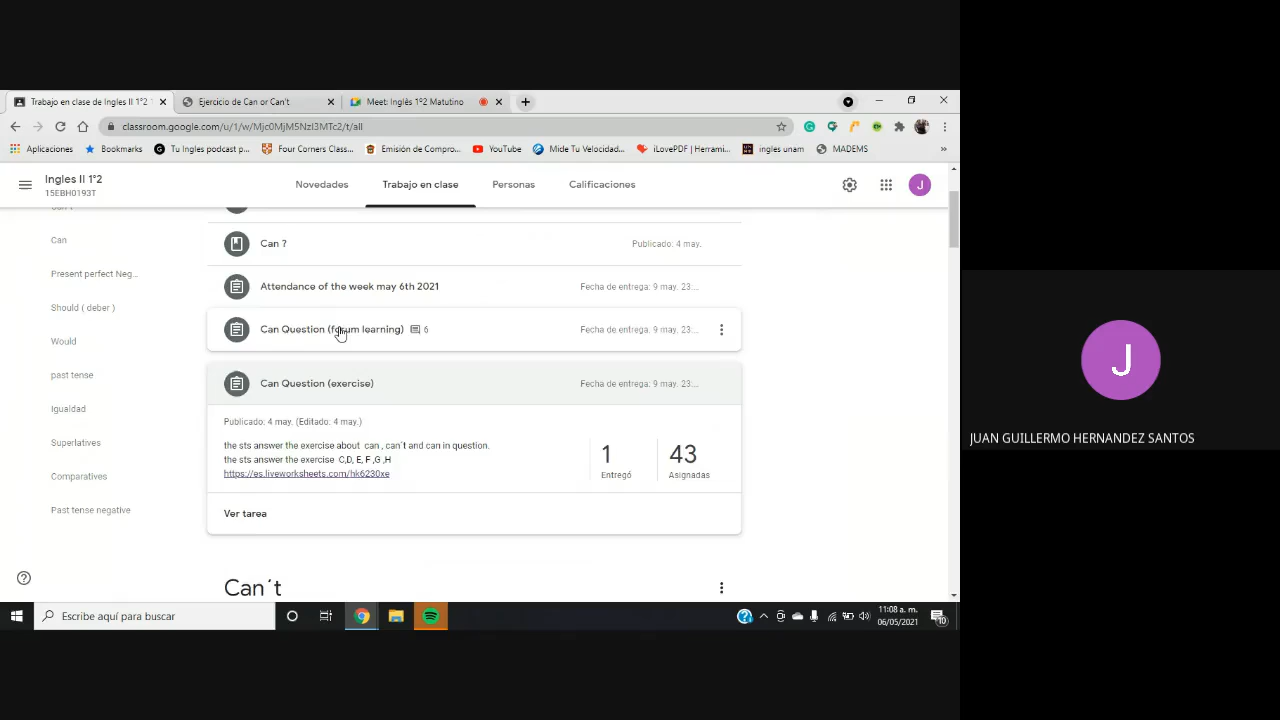 Trabajo en clase de Ingles II 1°2
Ejercicio de Can or Can't
Meet: Inglés 1º2 Matutino
classroom.google.com/u/1/w/Mjc0MjM5NzI3MTc2/t/all
Aplicaciones
Bookmarks
Tu Ingles podcast p...
Four Corners Class...
Emisión de Compro...
YouTube
Mide Tu Velocidad...
iLovePDF | Herrami...
ingles unam
MADEMS
»
Ingles II 1°2
15EBH0193T
Novedades
Trabajo en clase
Personas
Calificaciones
J
Can
Present perfect Neg...
Should ( deber )
Would
past tense
Igualdad
Superlatives
Comparatives
Past tense negative
Can ?
Publicado: 4 may.
Attendance of the week may 6th 2021
Fecha de entrega: 9 may. 23:...
Can Question (forum learning)
6
Fecha de entrega: 9 may. 23:...
Can Question (exercise)
Fecha de entrega: 9 may. 23:...
Publicado: 4 may. (Editado: 4 may.)
the sts answer the exercise about can , can´t and can in question.
the sts answer the exercise C,D, E, F ,G ,H
https://es.liveworksheets.com/hk6230xe
1
Entregó
43
Asignadas
Ver tarea
Can´t
Escribe aquí para buscar
11:08 a. m.
06/05/2021
10
J
JUAN GUILLERMO HERNANDEZ SANTOS